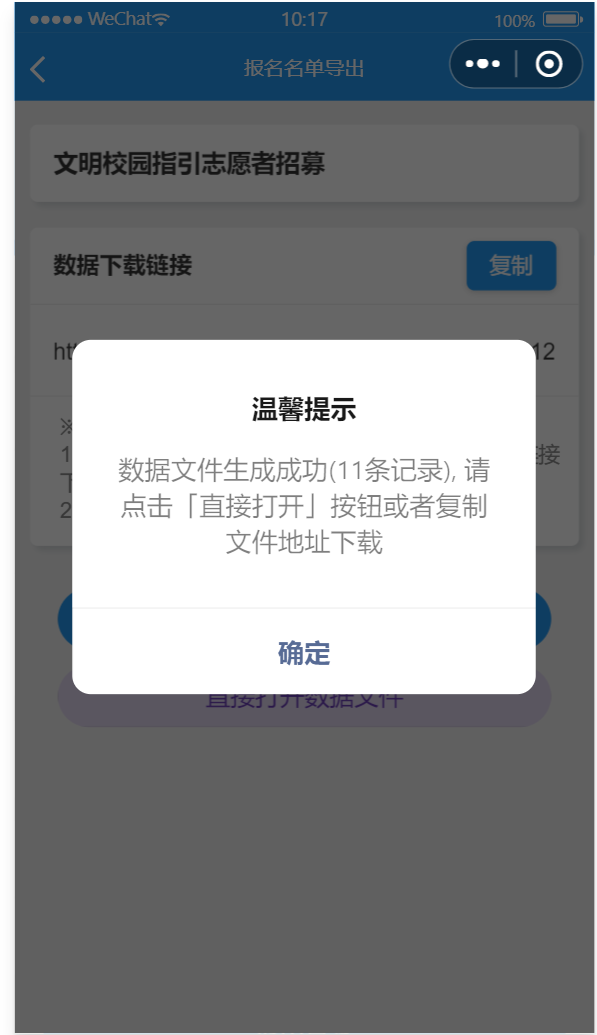 WeChat
10:17
100%
报名名单导出
文明校园指引志愿者招募
数据下载链接
复制
12
※
1
接
2
温馨提示
数据文件生成成功(11条记录), 请
点击「直接打开」按钮或者复制
文件地址下载
确定
直接打开数据文件